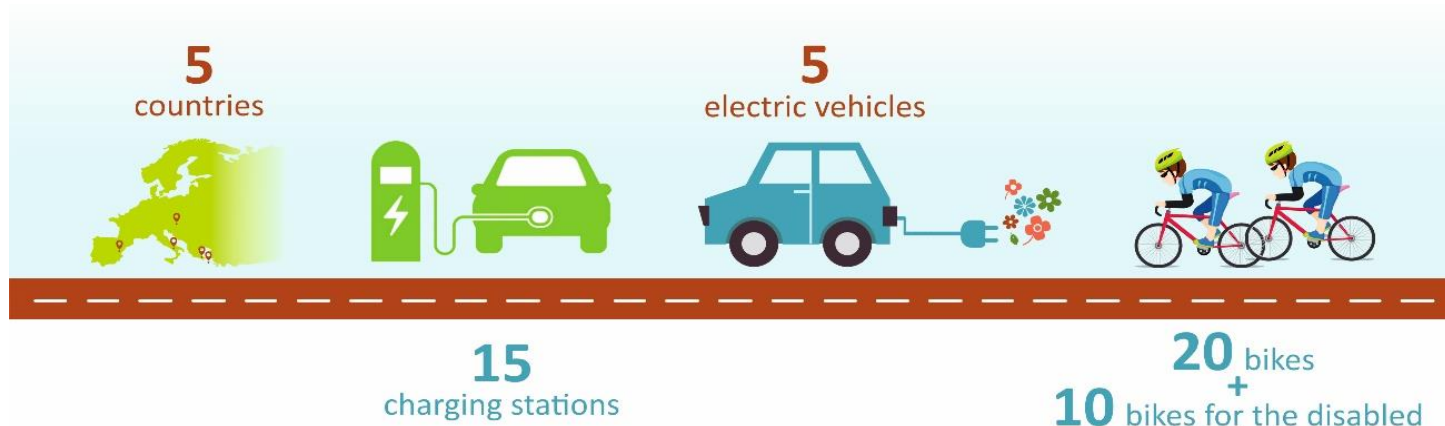 5
countries
5
electric vehicles
15
charging stations
20 bikes
+
10 bikes for the disabled